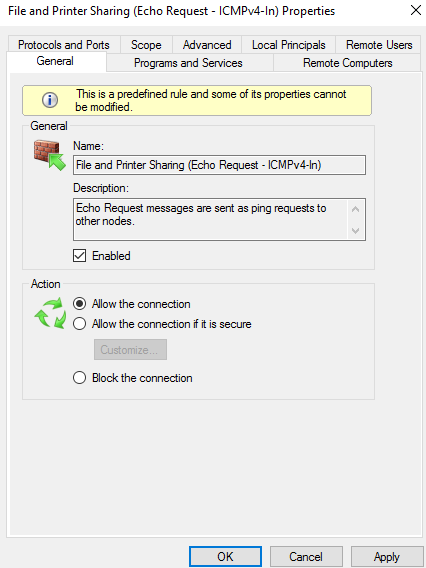 File and Printer Sharing (Echo Request - ICMPv4-In) Properties
Protocols and Ports
Scope
Advanced
Local Principals
Remote Users
General
Programs and Services
Remote Computers
This is a predefined rule and some of its properties cannot
be modified.
General
Name:
File and Printer Sharing (Echo Request - ICMPv4-In)
Description:
Echo Request messages are sent as ping requests to
other nodes.
Enabled
Action
Allow the connection
Allow the connection if it is secure
Customize...
Block the connection
OK
Cancel
Apply